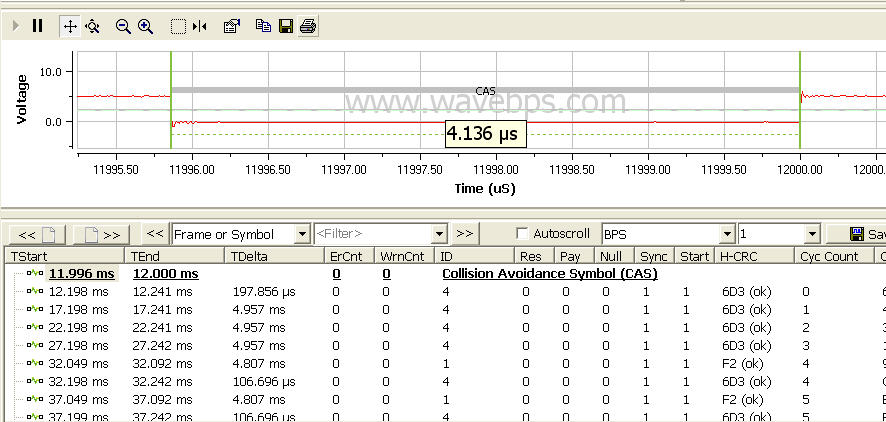 10.0
Voltage
CAS
www.wavebps.com
0.0
4.136 µs
11995.50 11996.00 11996.50 11997.00 11997.50 11998.00 11998.50 11999.00 11999.50 12000.00 12000.50
Time (uS)
<< >> << Frame or Symbol <Filter> >> Autoscroll BPS 1 Sav
TStart TEnd TDelta ErCnt WrnCnt ID Res Pay Null Sync Start H-CRC Cyc Count C
11.996 ms 12.000 ms 0 0 Collision Avoidance Symbol (CAS)
12.198 ms 12.241 ms 197.856 µs 0 0 4 0 0 0 1 1 6D3 (ok) 0
17.198 ms 17.241 ms 4.957 ms 0 0 4 0 0 0 1 1 6D3 (ok) 1
22.198 ms 22.241 ms 4.957 ms 0 0 4 0 0 0 1 1 6D3 (ok) 2
27.198 ms 27.242 ms 4.957 ms 0 0 4 0 0 0 1 1 6D3 (ok) 3
32.049 ms 32.092 ms 4.807 ms 0 0 1 0 0 0 1 1 F2 (ok) 4
32.198 ms 32.242 ms 106.696 µs 0 0 4 0 0 0 1 1 6D3 (ok) 4
37.049 ms 37.092 ms 4.807 ms 0 0 1 0 0 0 1 1 F2 (ok) 5
37.199 ms 37.242 ms 106.696 µs 0 0 4 0 0 0 1 1 6D3 (ok) 5